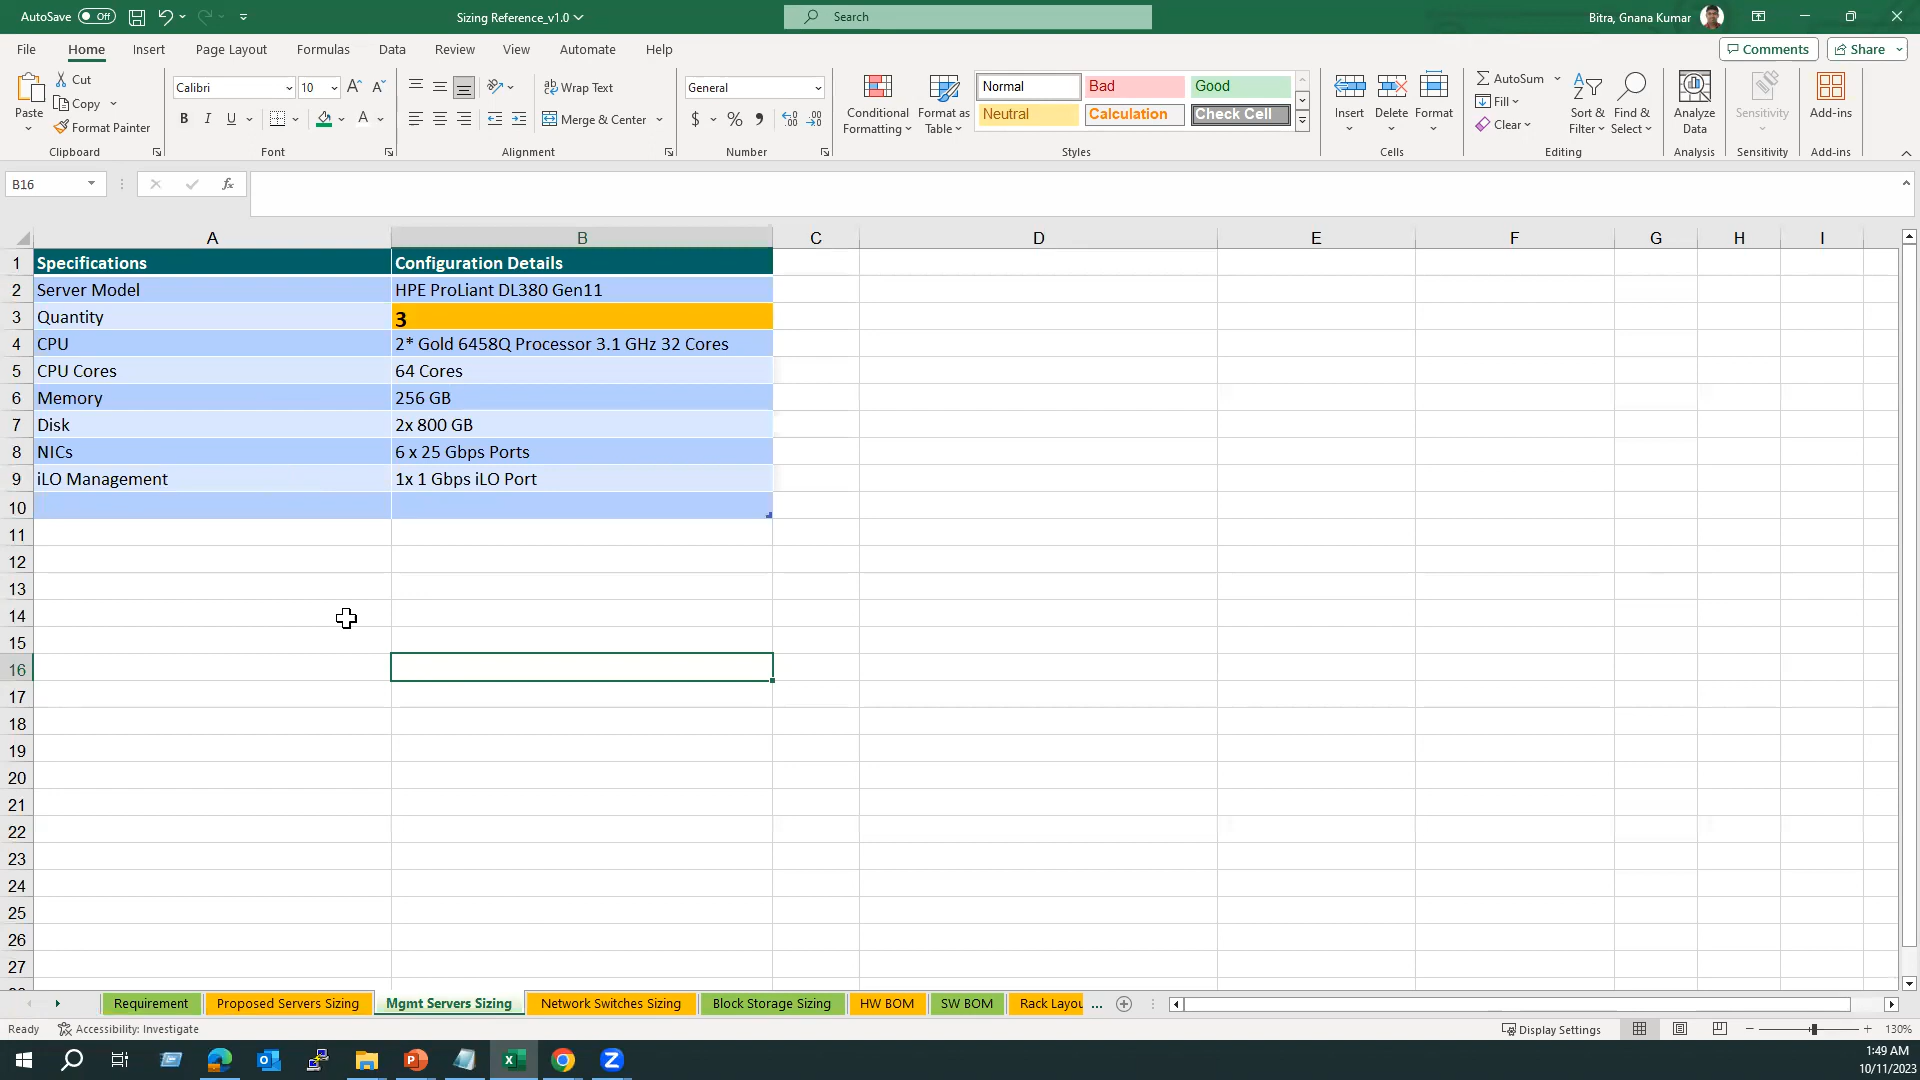 AutoSave Off Sizing Reference_v1.0 Search Bitra, Gnana Kumar
File Home Insert Page Layout Formulas Data Review View Automate Help Comments Share
Paste Cut Copy Format Painter Clipboard
Calibri 10 B I U A Font
Wrap Text Merge & Center Alignment
General $ % Number
Conditional Formatting Format as Table
Normal Bad Good
Neutral Calculation Check Cell
Styles
Insert Delete Format Cells
AutoSum Fill Clear Sort & Filter Find & Select Editing
Analyze Data Analysis
Sensitivity Sensitivity
Add-ins Add-ins
B16 fx
A B C D E F G H I
1 Specifications Configuration Details
2 Server Model HPE ProLiant DL380 Gen11
3 Quantity 3
4 CPU 2* Gold 6458Q Processor 3.1 GHz 32 Cores
5 CPU Cores 64 Cores
6 Memory 256 GB
7 Disk 2x 800 GB
8 NICs 6 x 25 Gbps Ports
9 iLO Management 1x 1 Gbps iLO Port
10
11
12
13
14
15
16
17
18
19
20
21
22
23
24
25
26
27
Requirement Proposed Servers Sizing Mgmt Servers Sizing Network Switches Sizing Block Storage Sizing HW BOM SW BOM Rack Layou ...
Ready Accessibility: Investigate Display Settings 130%
1:49 AM
10/11/2023